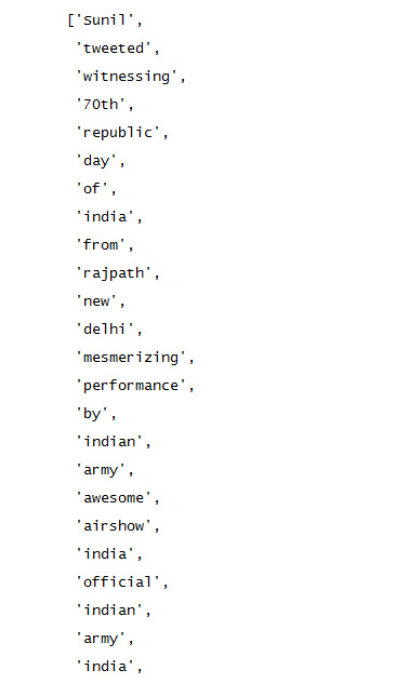 ['sunil',
'tweeted',
'witnessing',
'70th',
'republic',
'day',
'of',
'india',
'from',
'rajpath',
'new',
'delhi',
'mesmerizing',
'performance',
'by',
'indian',
'army',
'awesome',
'airshow',
'india',
'official',
'indian',
'army',
'india',